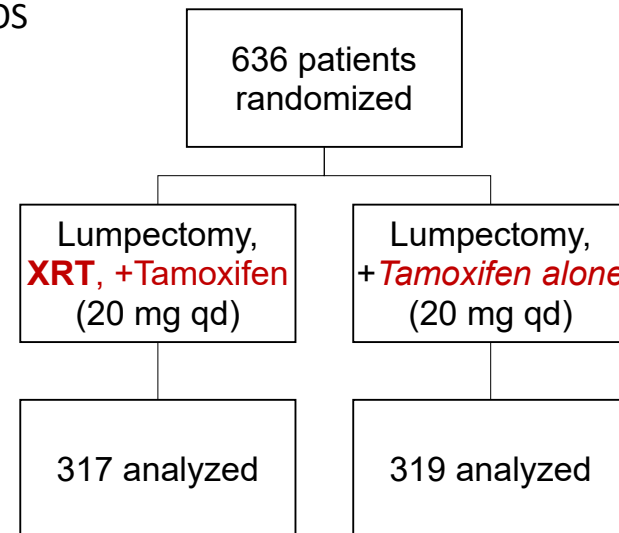 OS
636 patients
randomized
Lumpectomy,
XRT, +Tamoxifen
(20 mg qd)
Lumpectomy,
+Tamoxifen alone
(20 mg qd)
317 analyzed
319 analyzed